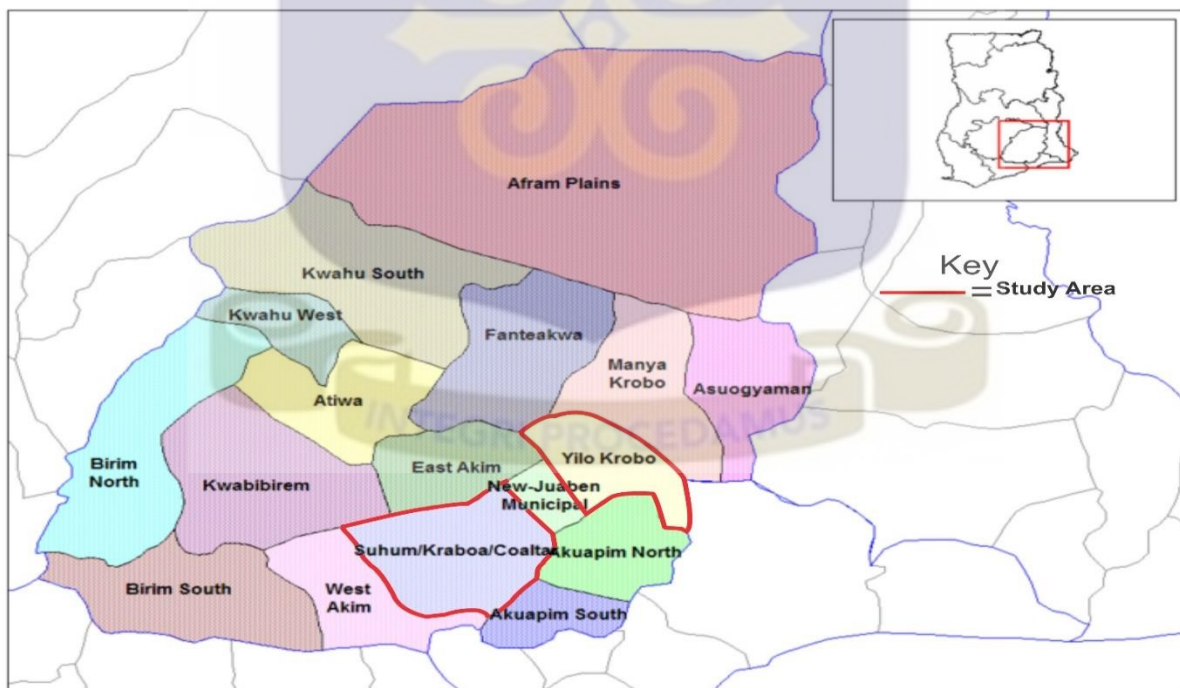 Afram Plains
Key
= Study Area
Kwahu South
Kwahu West
Fanteakwa
Manya
Krobo
Asuogyaman
Atiwa
INTEGRI PROCEDAMUS
Birim
North
Kwabibirem
East Akim
Yilo Krobo
New-Juaben
Municipal
Suhum/Kraboa/Coaltar
Akuapim North
Birim South
West
Akim
Akuapim South